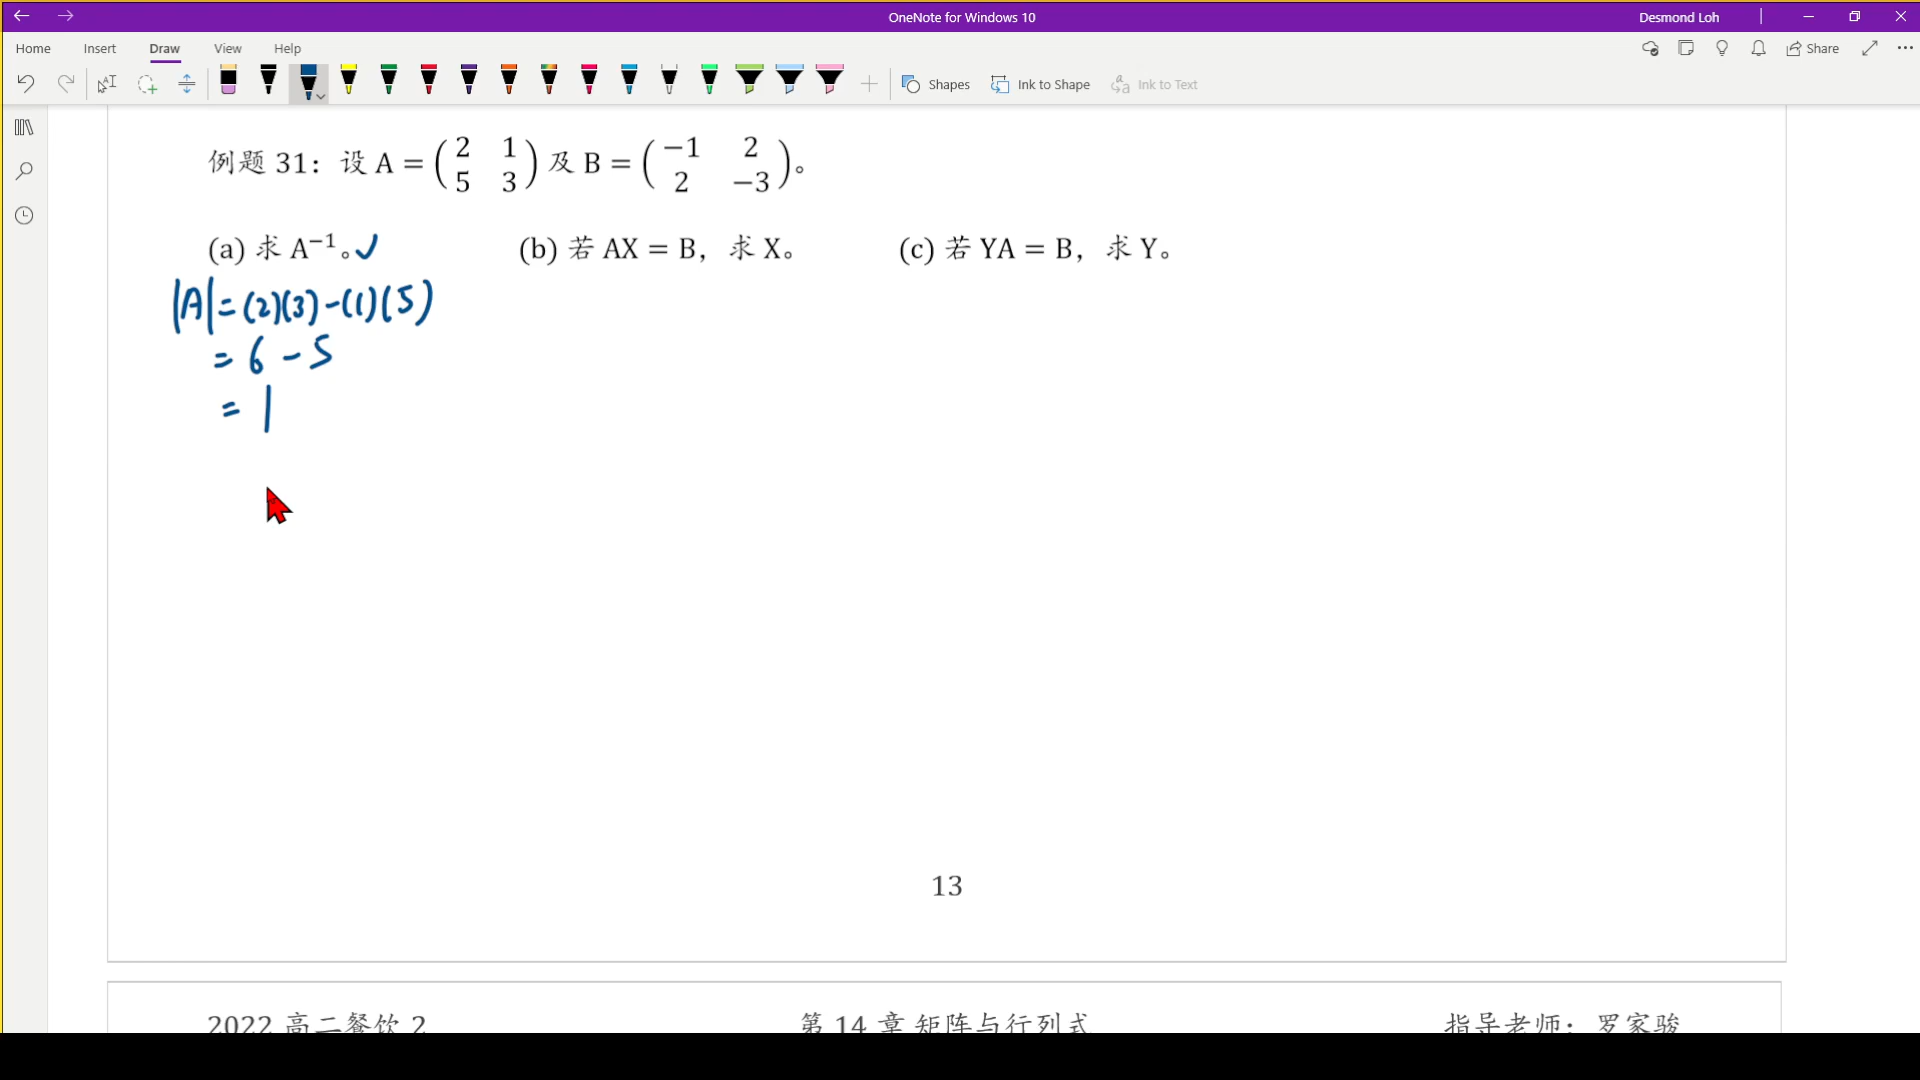 OneNote for Windows 10
Desmond Loh
Home Insert Draw View Help
Share
Shapes Ink to Shape Ink to Text
例题 31：设 A = (2 1 5 3) 及 B = (−1 2 2 −3)。
(a) 求 A⁻¹。✓ (b) 若 AX = B，求 X。 (c) 若 YA = B，求 Y。
|A| = (2)(3) - (1)(5)
= 6 - 5
= 1
13
2022 高二餐饮 2 第 14 章 矩阵与行列式 指导老师：罗家骏